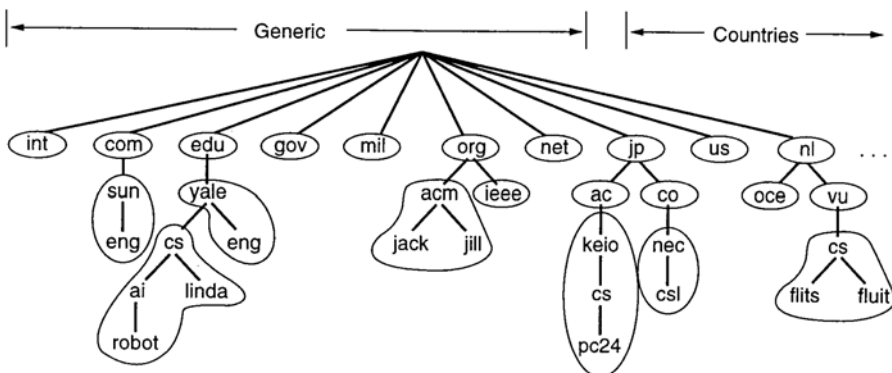 Generic Countries
int com edu gov mil org net jp us nl ...
sun yale acm ieee ac co oce vu
eng cs eng jack jill keio nec cs
ai linda cs csl flits fluit
robot pc24